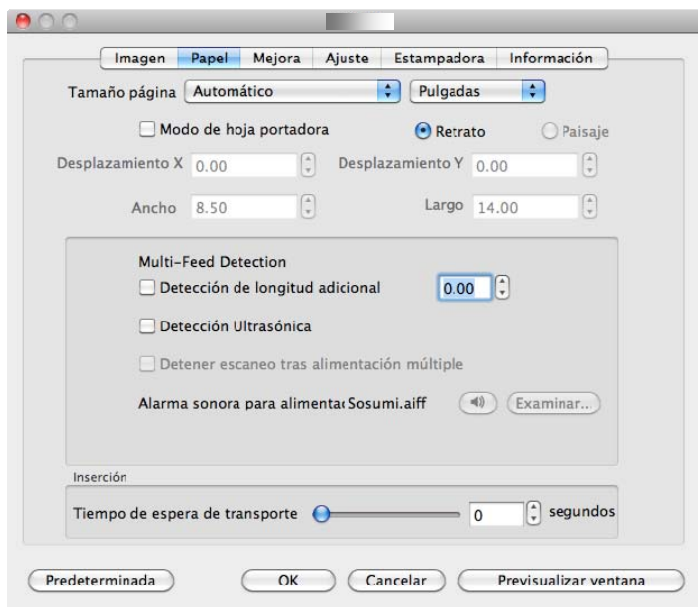 Imagen Papel Mejora Ajuste Estampadora Información
Tamaño página Automático Pulgadas
Modo de hoja portadora Retrato Paisaje
Desplazamiento X 0.00 Desplazamiento Y 0.00
Ancho 8.50 Largo 14.00
Multi-Feed Detection
Detección de longitud adicional 0.00
Detección Ultrasónica
Detener escaneo tras alimentación múltiple
Alarma sonora para alimentac Sosumi.aiff Examinar...
Inserción
Tiempo de espera de transporte 0 segundos
Predeterminada OK Cancelar Previsualizar ventana